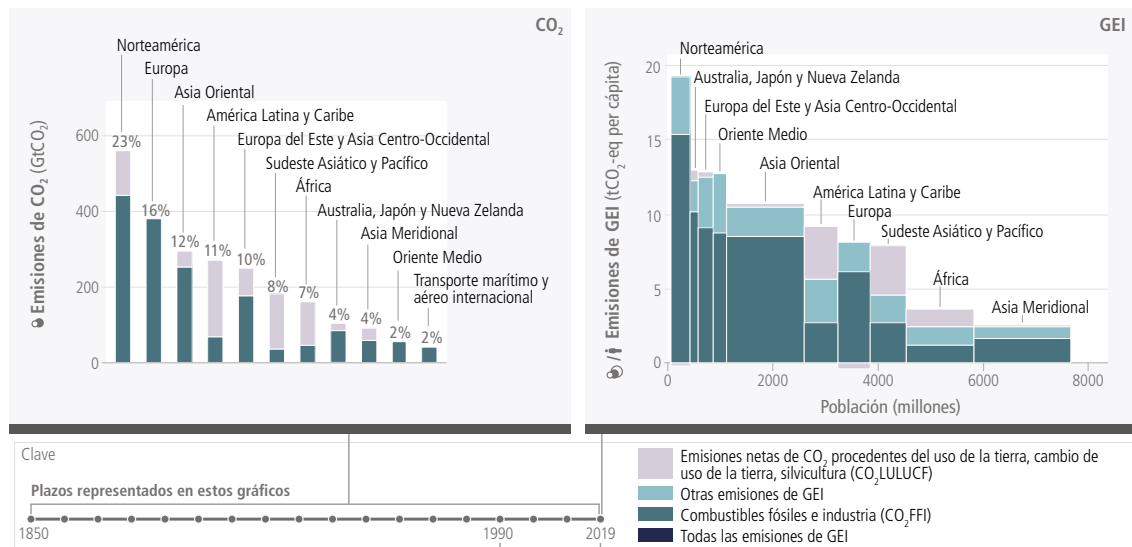 CO₂
Norteamérica
Europa
Asia Oriental
América Latina y Caribe
Europa del Este y Asia Centro-Occidental
Sudeste Asiático y Pacífico
África
Australia, Japón y Nueva Zelanda
Asia Meridional
Oriente Medio
Transporte marítimo y
aéreo internacional
Emisiones de CO₂ (GtCO₂)
600
400
200
0
23%
16%
12%
11%
10%
8%
7%
4%
4%
2%
2%
GEI
Norteamérica
Australia, Japón y Nueva Zelanda
Europa del Este y Asia Centro-Occidental
Oriente Medio
Asia Oriental
América Latina y Caribe
Europa
Sudeste Asiático y Pacífico
África
Asia Meridional
/ Emisiones de GEI (tCO₂-eq per cápita)
20
15
10
5
0
0 2000 4000 6000 8000
Población (millones)
Clave
Plazos representados en estos gráficos
1850 1990 2019
Emisiones netas de CO₂ procedentes del uso de la tierra, cambio de
uso de la tierra, silvicultura (CO₂LULUCF)
Otras emisiones de GEI
Combustibles fósiles e industria (CO₂FFI)
Todas las emisiones de GEI